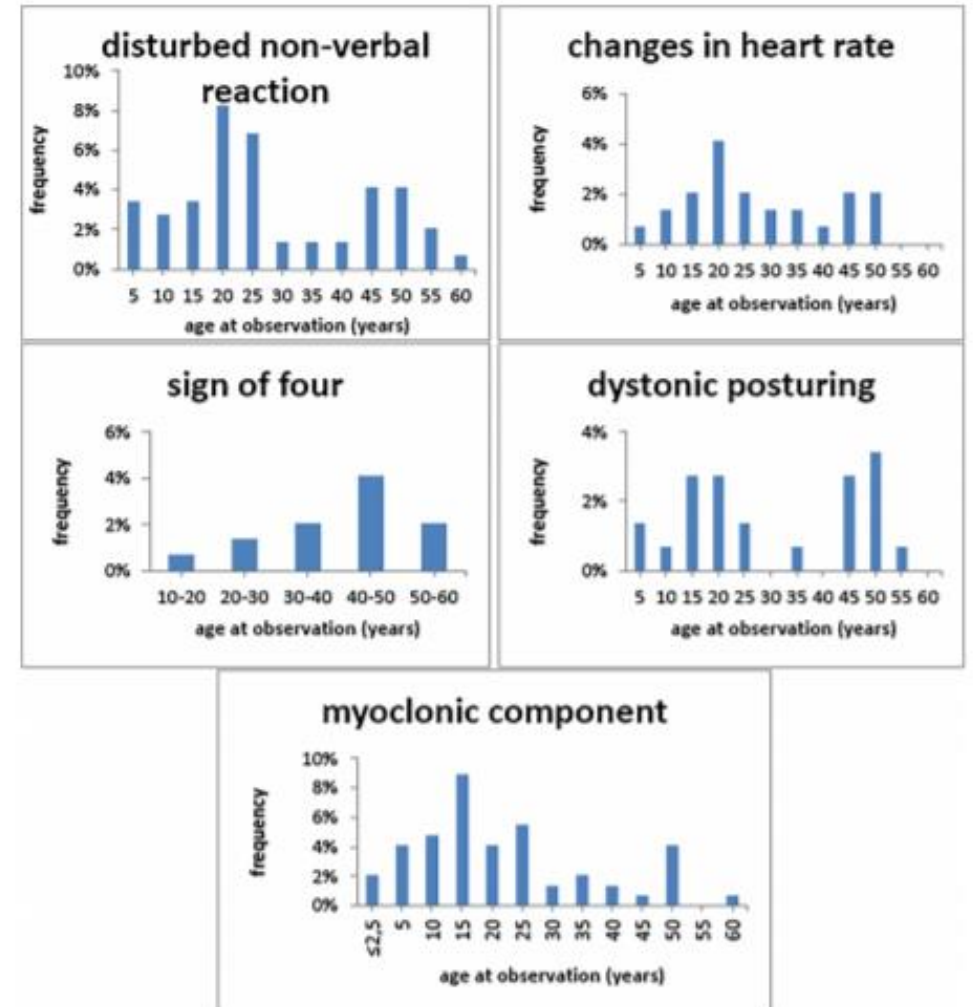 disturbed non-verbal
reaction
10%
8%
6%
4%
2%
0%
frequency
5 10 15 20 25 30 35 40 45 50 55 60
age at observation (years)
changes in heart rate
6%
4%
2%
0%
frequency
5 10 15 20 25 30 35 40 45 50 55 60
age at observation (years)
sign of four
6%
4%
2%
0%
frequency
10-20 20-30 30-40 40-50 50-60
age at observation (years)
dystonic posturing
4%
2%
0%
frequency
5 10 15 20 25 30 35 40 45 50 55 60
age at observation (years)
myoclonic component
10%
8%
6%
4%
2%
0%
frequency
≤2,5 5 10 15 20 25 30 35 40 45 50 55 60
age at observation (years)